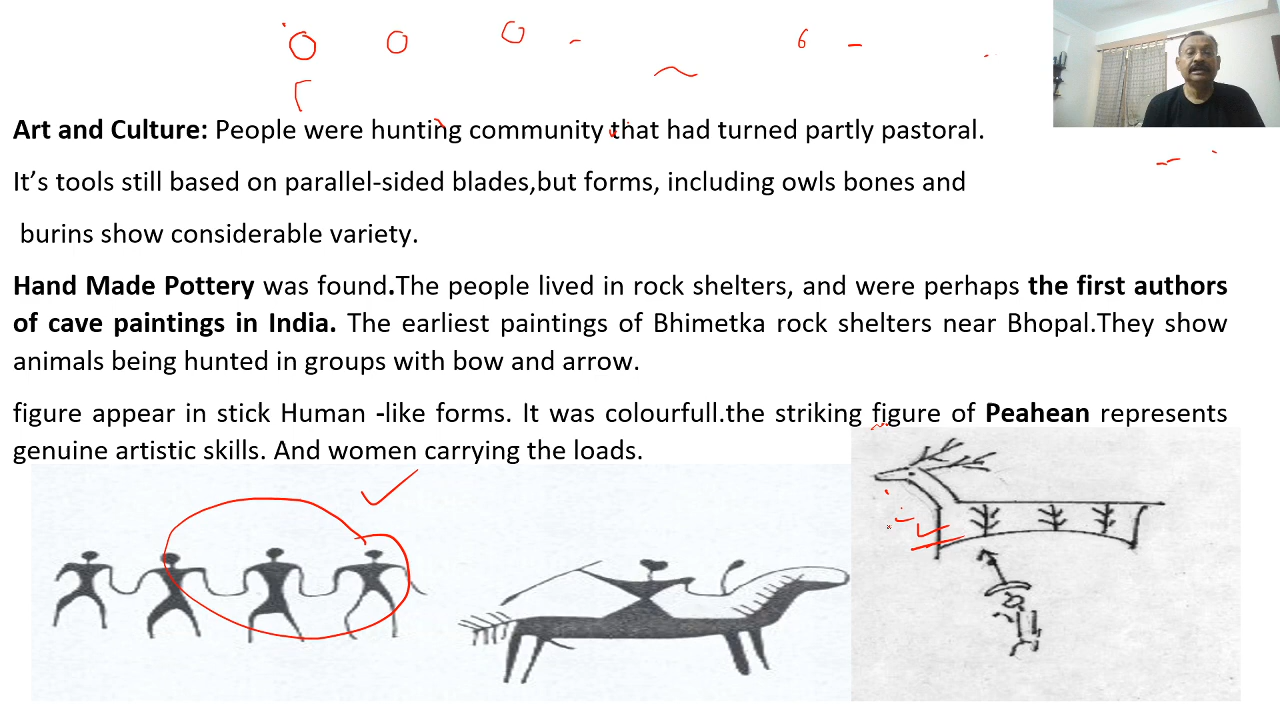 Art and Culture: People were hunting community that had turned partly pastoral.
It’s tools still based on parallel-sided blades,but forms, including owls bones and
burins show considerable variety.
Hand Made Pottery was found.The people lived in rock shelters, and were perhaps the first authors
of cave paintings in India. The earliest paintings of Bhimetka rock shelters near Bhopal.They show
animals being hunted in groups with bow and arrow.
figure appear in stick Human -like forms. It was colourfull.the striking figure of Peahean represents
genuine artistic skills. And women carrying the loads.